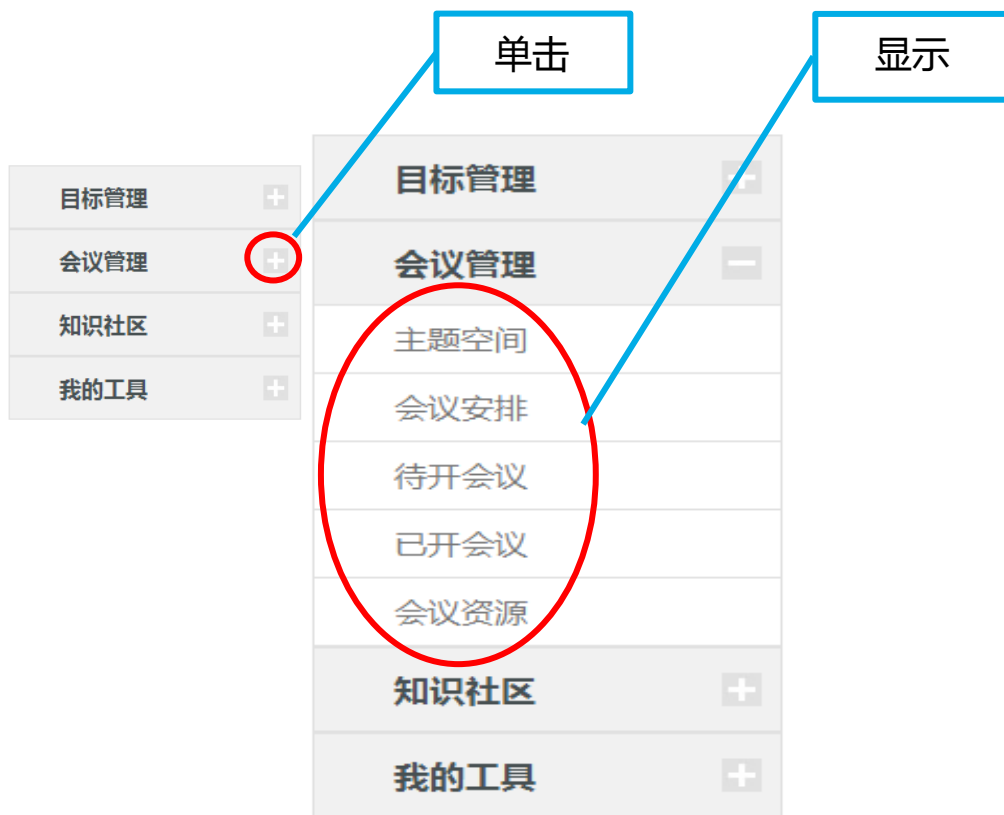 单击
显示
目标管理
会议管理
知识社区
我的工具
目标管理
会议管理
主题空间
会议安排
待开会议
已开会议
会议资源
知识社区
我的工具